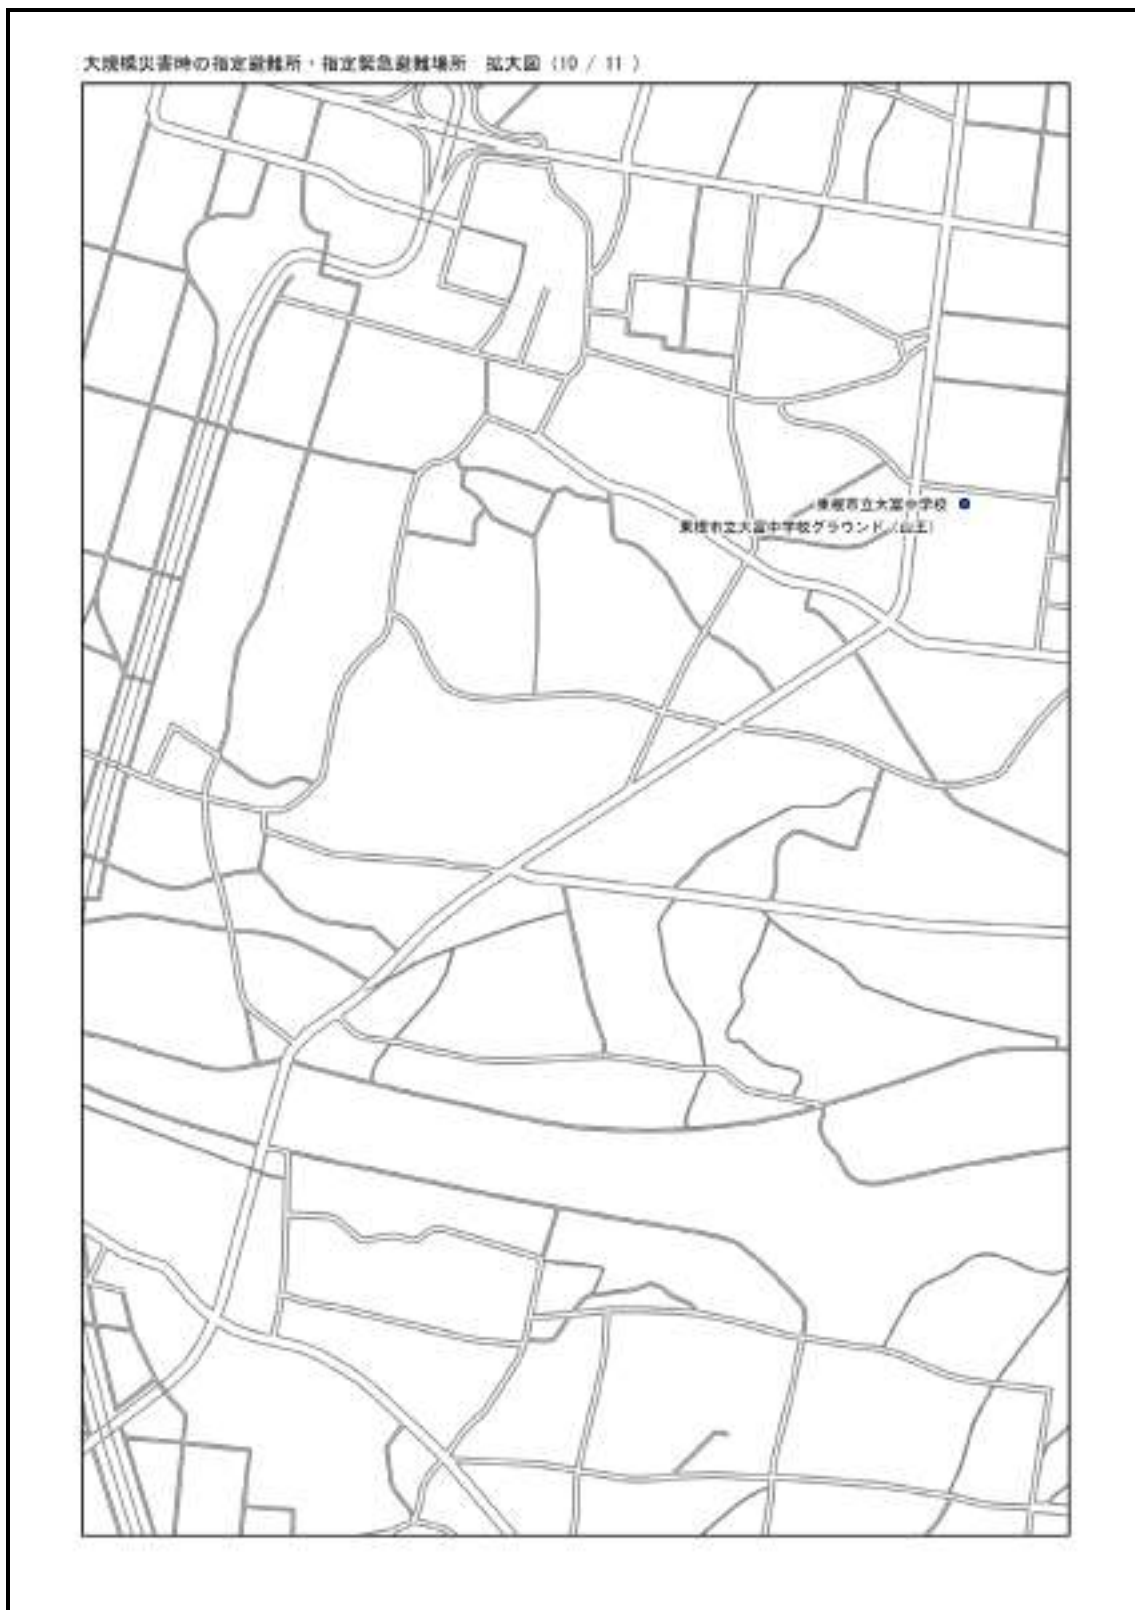 大規模災害時の指定避難所・指定緊急避難場所　拡大図（10 / 11 ）
東根市立大富中学校
東根市立大富中学校グラウンド（山王）